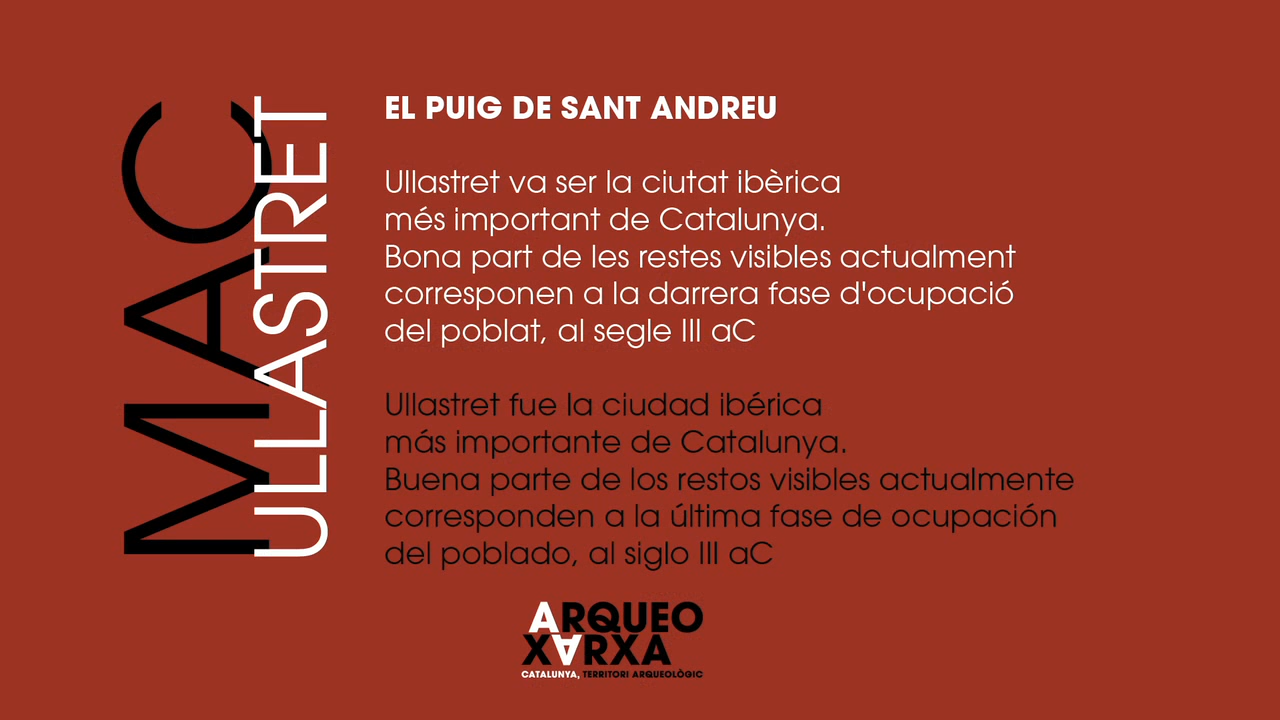 MAC
ULLASTRET
EL PUIG DE SANT ANDREU
Ullastret va ser la ciutat ibèrica
més important de Catalunya.
Bona part de les restes visibles actualment
corresponen a la darrera fase d'ocupació
del poblat, al segle III aC
Ullastret fue la ciudad ibérica
más importante de Catalunya.
Buena parte de los restos visibles actualmente
corresponden a la última fase de ocupación
del poblado, al siglo III aC
ARQUEO
XARXA
CATALUNYA, TERRITORI ARQUEOLÒGIC